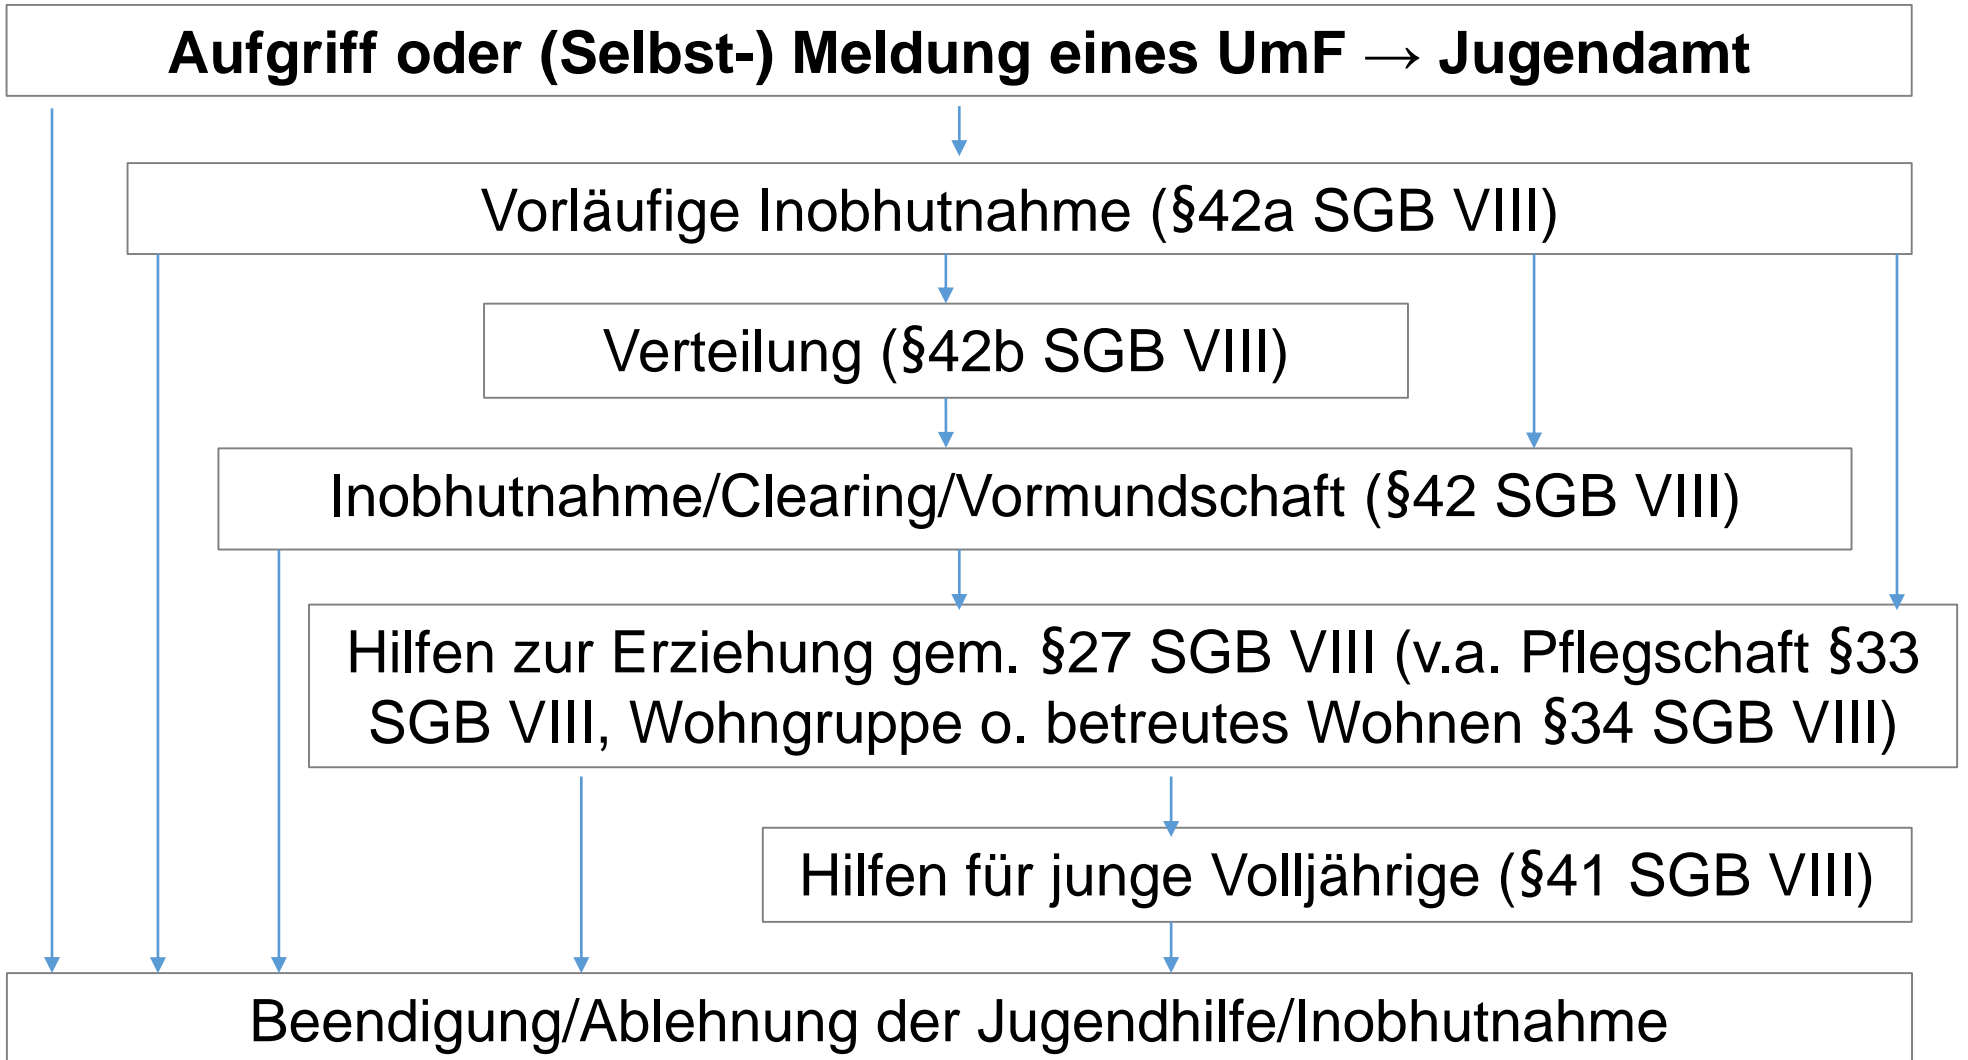 Aufgriff oder (Selbst-) Meldung eines UmF → Jugendamt
Vorläufige Inobhutnahme (§42a SGB VIII)
Verteilung (§42b SGB VIII)
Inobhutnahme/Clearing/Vormundschaft (§42 SGB VIII)
Hilfen zur Erziehung gem. §27 SGB VIII (v.a. Pflegschaft §33
SGB VIII, Wohngruppe o. betreutes Wohnen §34 SGB VIII)
Hilfen für junge Volljährige (§41 SGB VIII)
Beendigung/Ablehnung der Jugendhilfe/Inobhutnahme